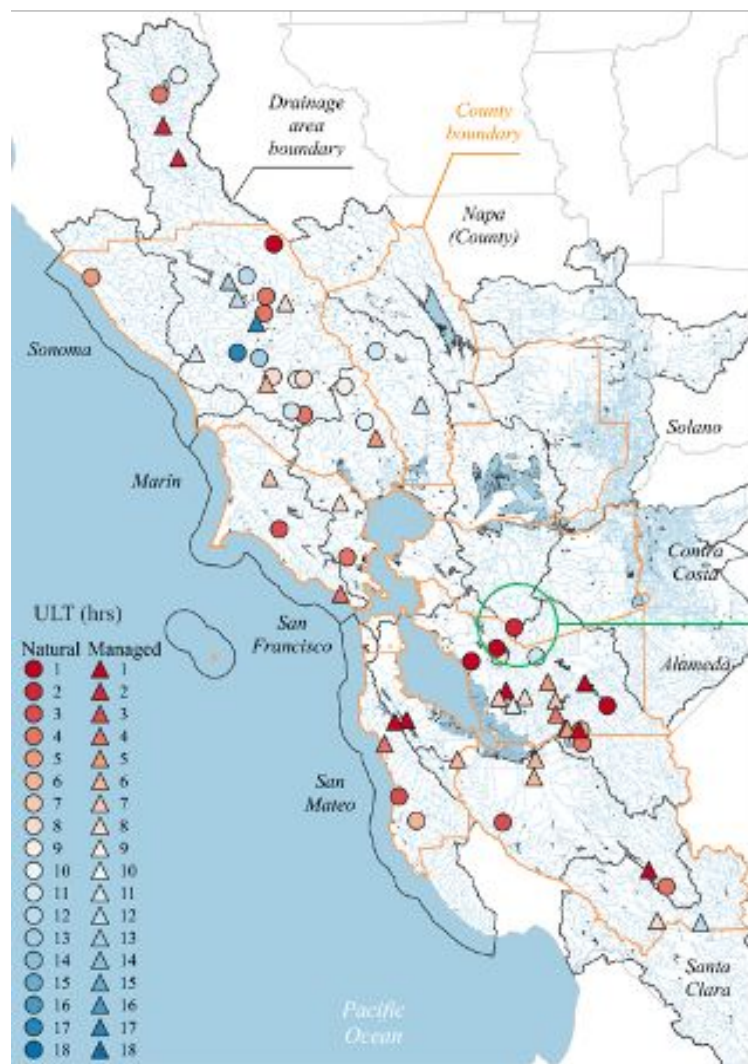 Drainage
area
boundary
County
boundary
Napa
(County)
Sonoma
Solano
Marin
Contra
Costa
ULT (hrs)
San
Francisco
Natural Managed
Alameda
1 1
2 2
3 3
4 4
5 5
San
Mateo
6 6
7 7
8 8
9 9
10 10
11 11
12 12
13 13
14 14
15 15
16 16
17 17
18 18
Santa
Clara
Pacific
Ocean